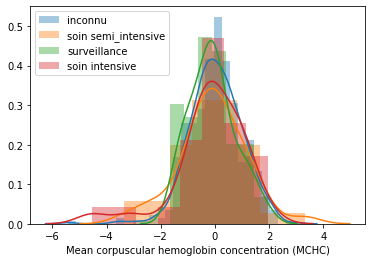 inconnu
soin semi_intensive
surveillance
soin intensive
0.5
0.4
0.3
0.2
0.1
0.0
−6 −4 −2 0 2 4
Mean corpuscular hemoglobin concentration (MCHC)